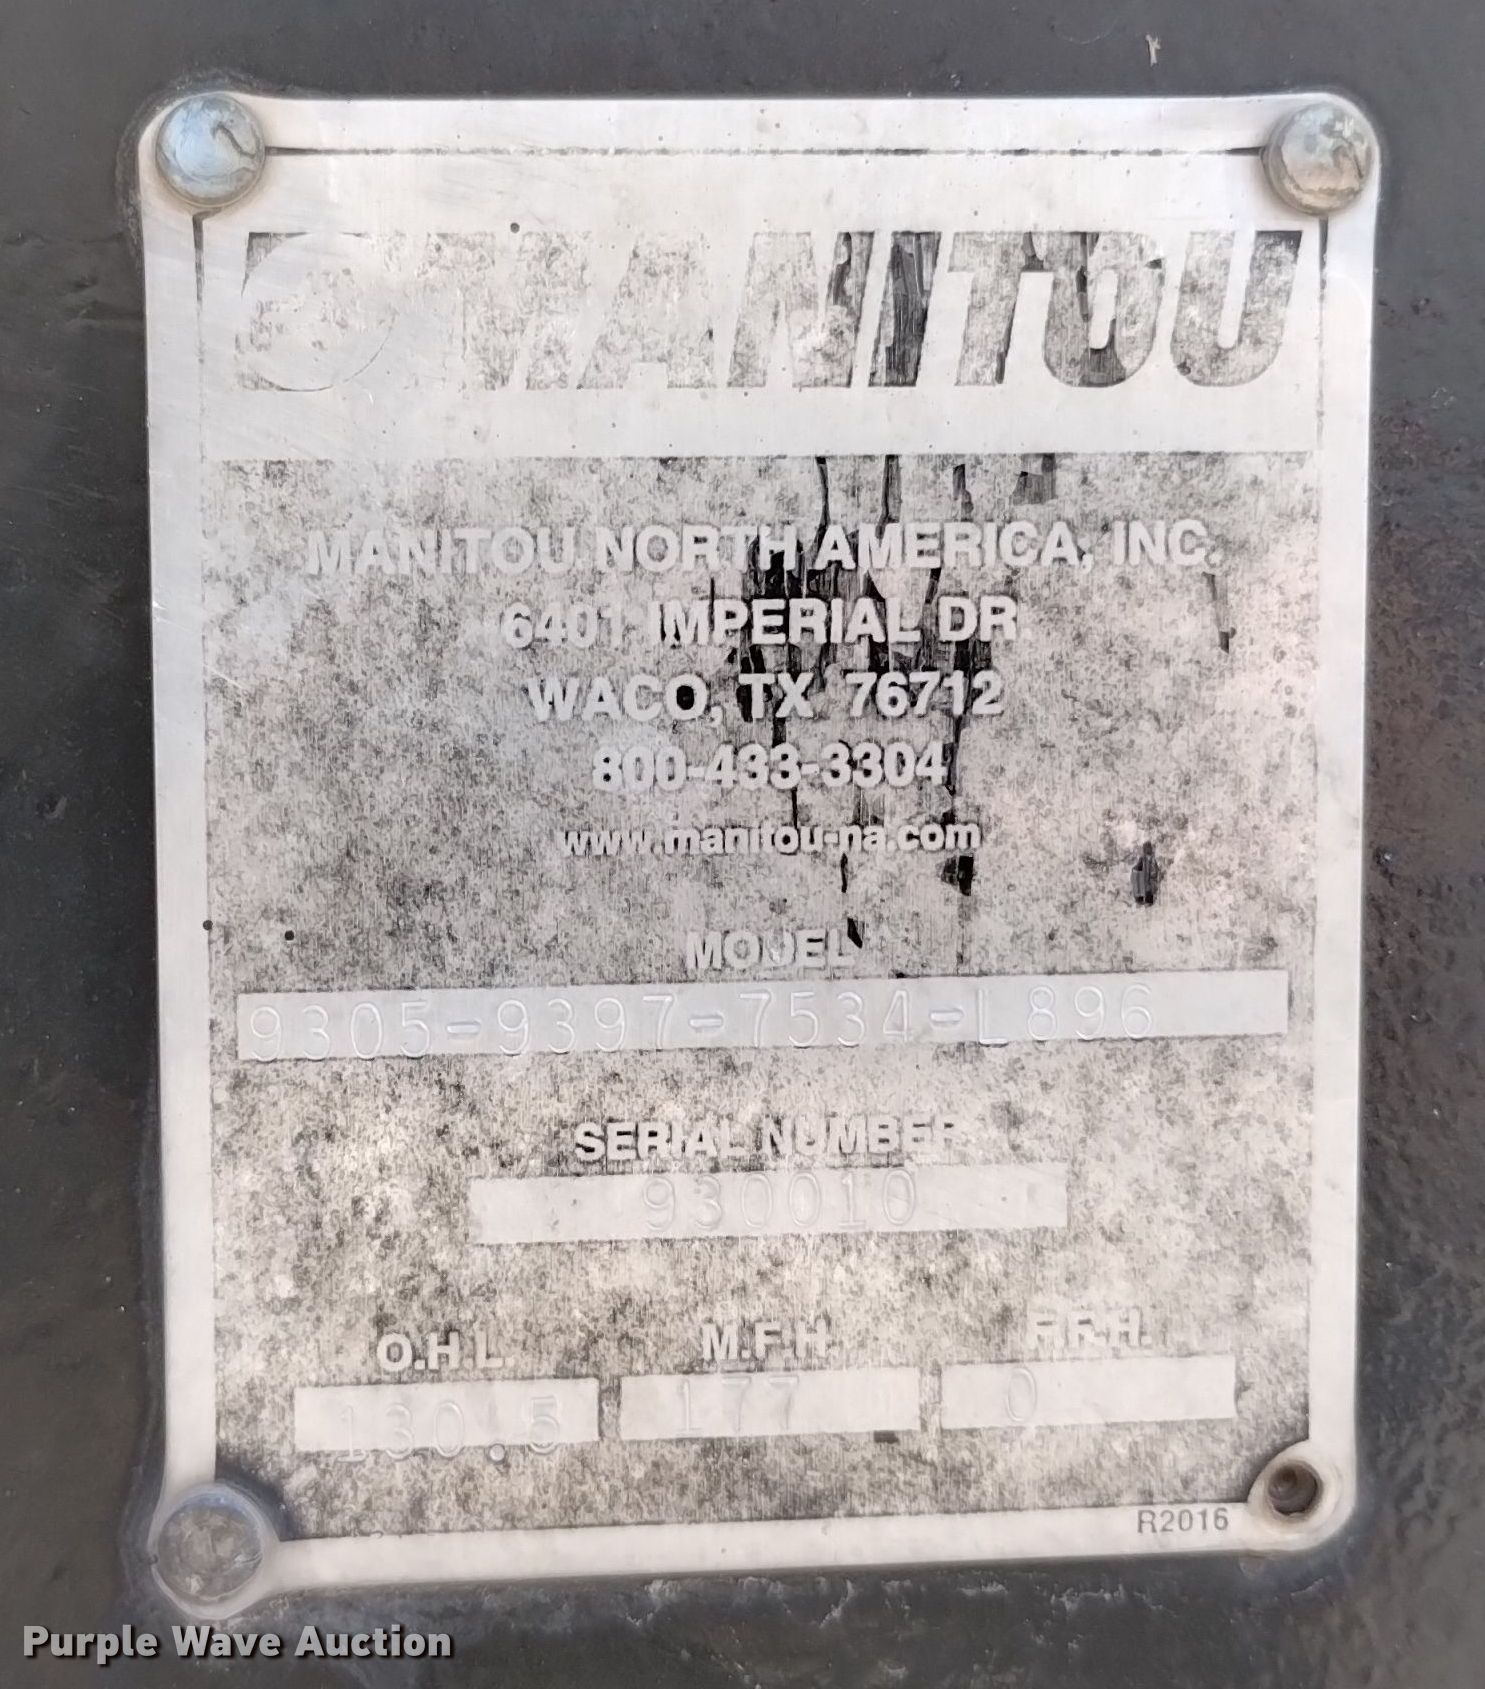 MANITOU
MANITOU NORTH AMERICA, INC.
6401 IMPERIAL DR.
WACO, TX 76712
800-433-3304
www.manitou-na.com
MODEL
9305-9397-7534-L896
SERIAL NUMBER
930010
O.H.L. M.F.H. F.F.H.
130.5 177 0
R2016
Purple Wave Auction